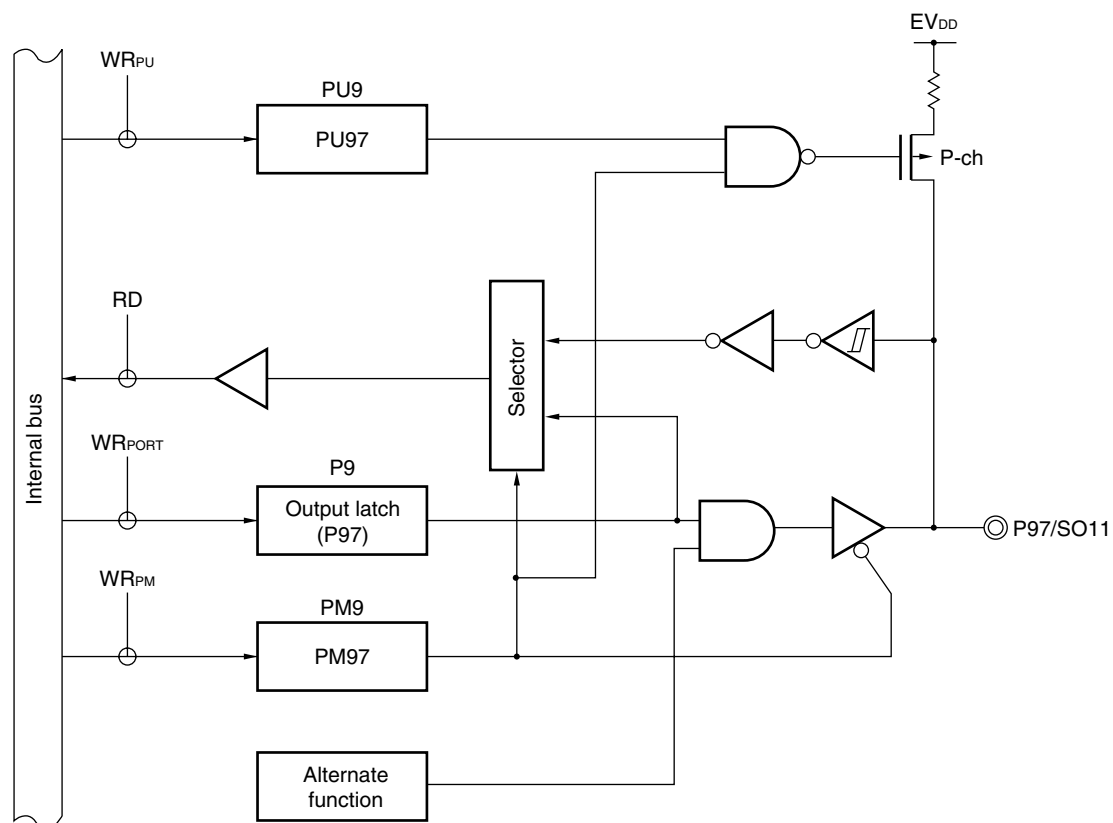 EVDD
WRPU
PU9
PU97
P-ch
RD
Selector
Internal bus
WRPORT
P9
Output latch
(P97)
P97/SO11
WRPM
PM9
PM97
Alternate
function